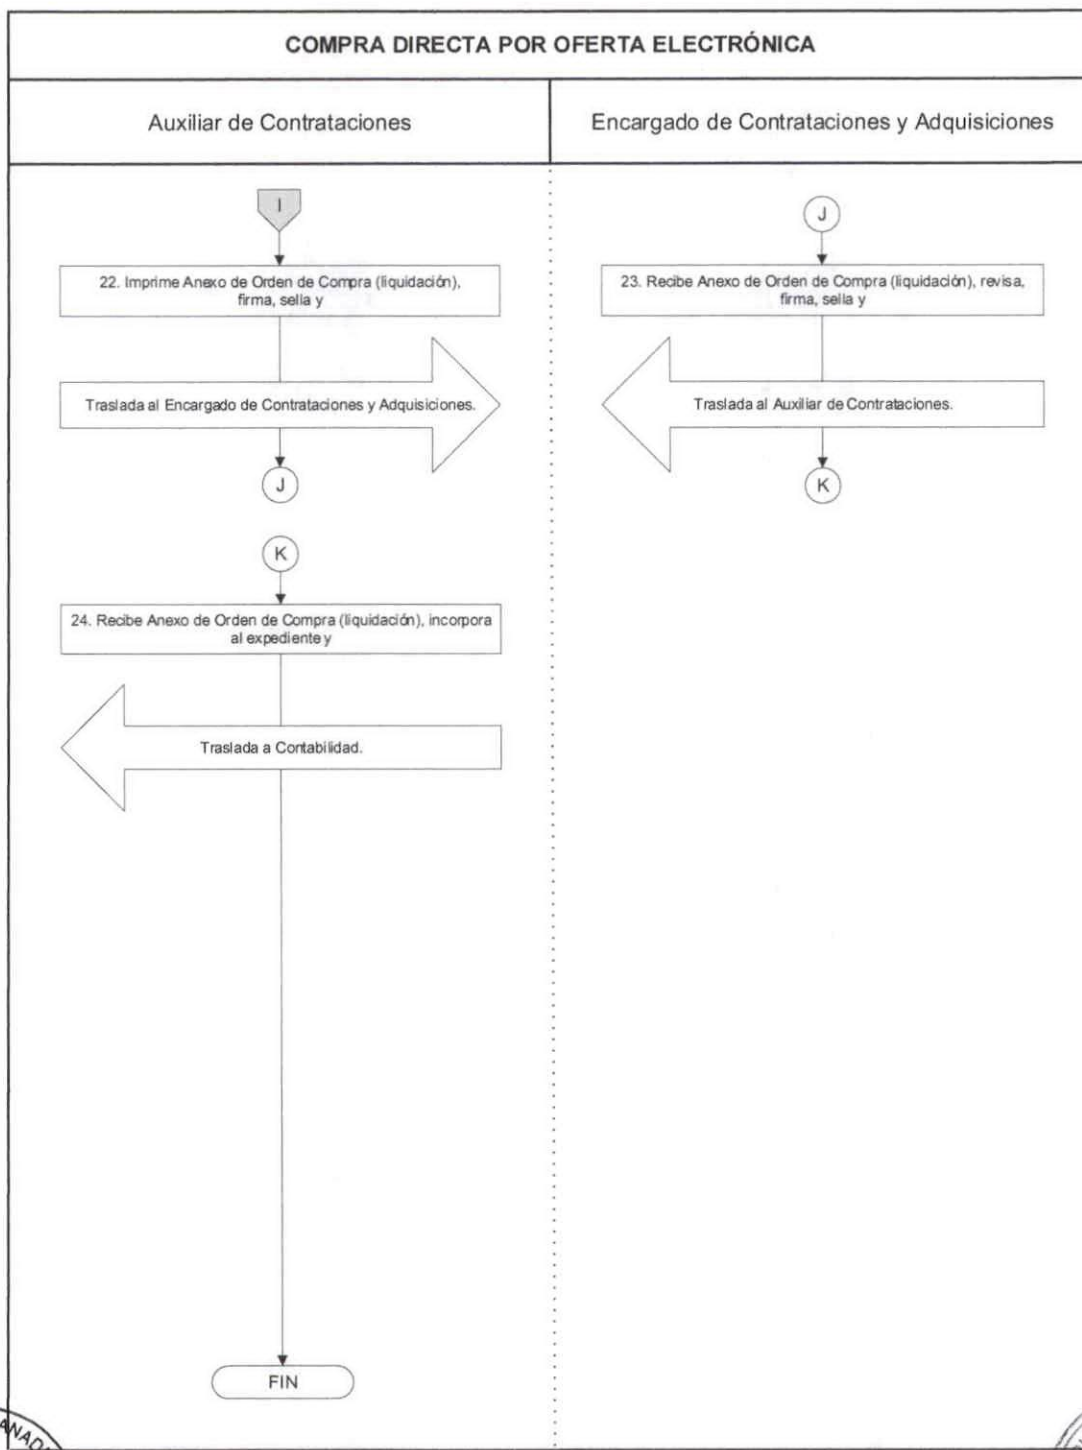 COMPRA DIRECTA POR OFERTA ELECTRÓNICA
Auxiliar de Contrataciones
Encargado de Contrataciones y Adquisiciones
I
22. Imprime Anexo de Orden de Compra (liquidación),
firma, sella y
Traslada al Encargado de Contrataciones y Adquisiciones.
J
K
24. Recibe Anexo de Orden de Compra (liquidación), incorpora
al expediente y
Traslada a Contabilidad.
FIN
J
23. Recibe Anexo de Orden de Compra (liquidación), revisa,
firma, sella y
Traslada al Auxiliar de Contrataciones.
K